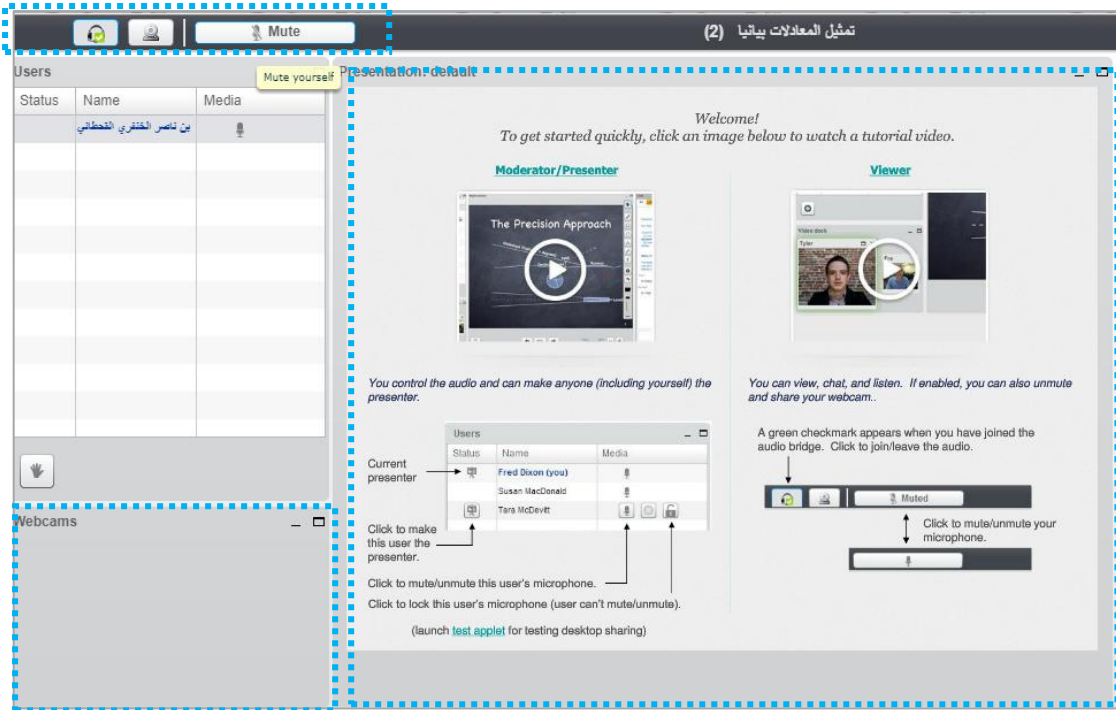 Mute
تمثيل المعادلات بيانيا (2)
Users
Mute yourself
Presentation: default
Status Name Media
بن ناصر الخنفري القحطاني
Welcome!
To get started quickly, click an image below to watch a tutorial video.
Moderator/Presenter
The Precision Approach
You control the audio and can make anyone (including yourself) the
presenter.
Users
Status Name Media
Current
presenter
Fred Dixon (you)
Susan MacDonald
Tara McDevitt
Click to make
this user the
presenter.
Click to mute/unmute this user's microphone.
Click to lock this user's microphone (user can't mute/unmute).
(launch test applet for testing desktop sharing)
Viewer
Video dock
Tyler
You can view, chat, and listen. If enabled, you can also unmute
and share your webcam..
A green checkmark appears when you have joined the
audio bridge. Click to join/leave the audio.
Muted
Click to mute/unmute your
microphone.
Webcams